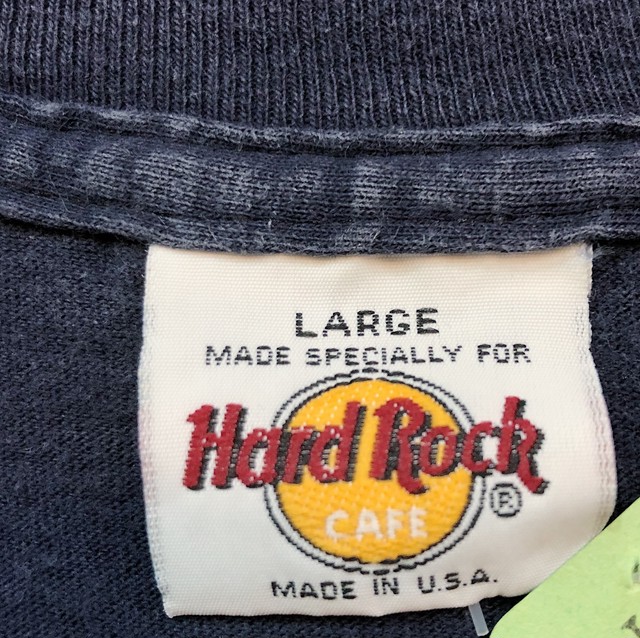 LARGE
MADE SPECIALLY FOR
Hard Rock
®
CAFE
MADE IN U.S.A.